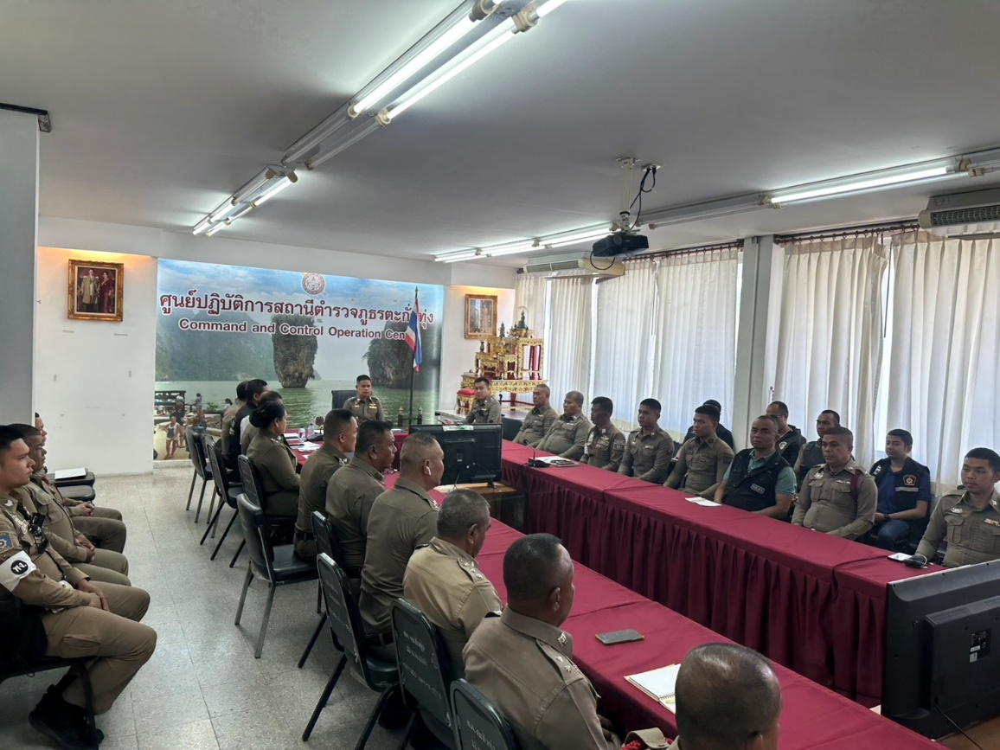 ศูนย์ปฏิบัติการสถานีตำรวจภูธรตะกั่วทุ่ง
Command and Control Operation Cen